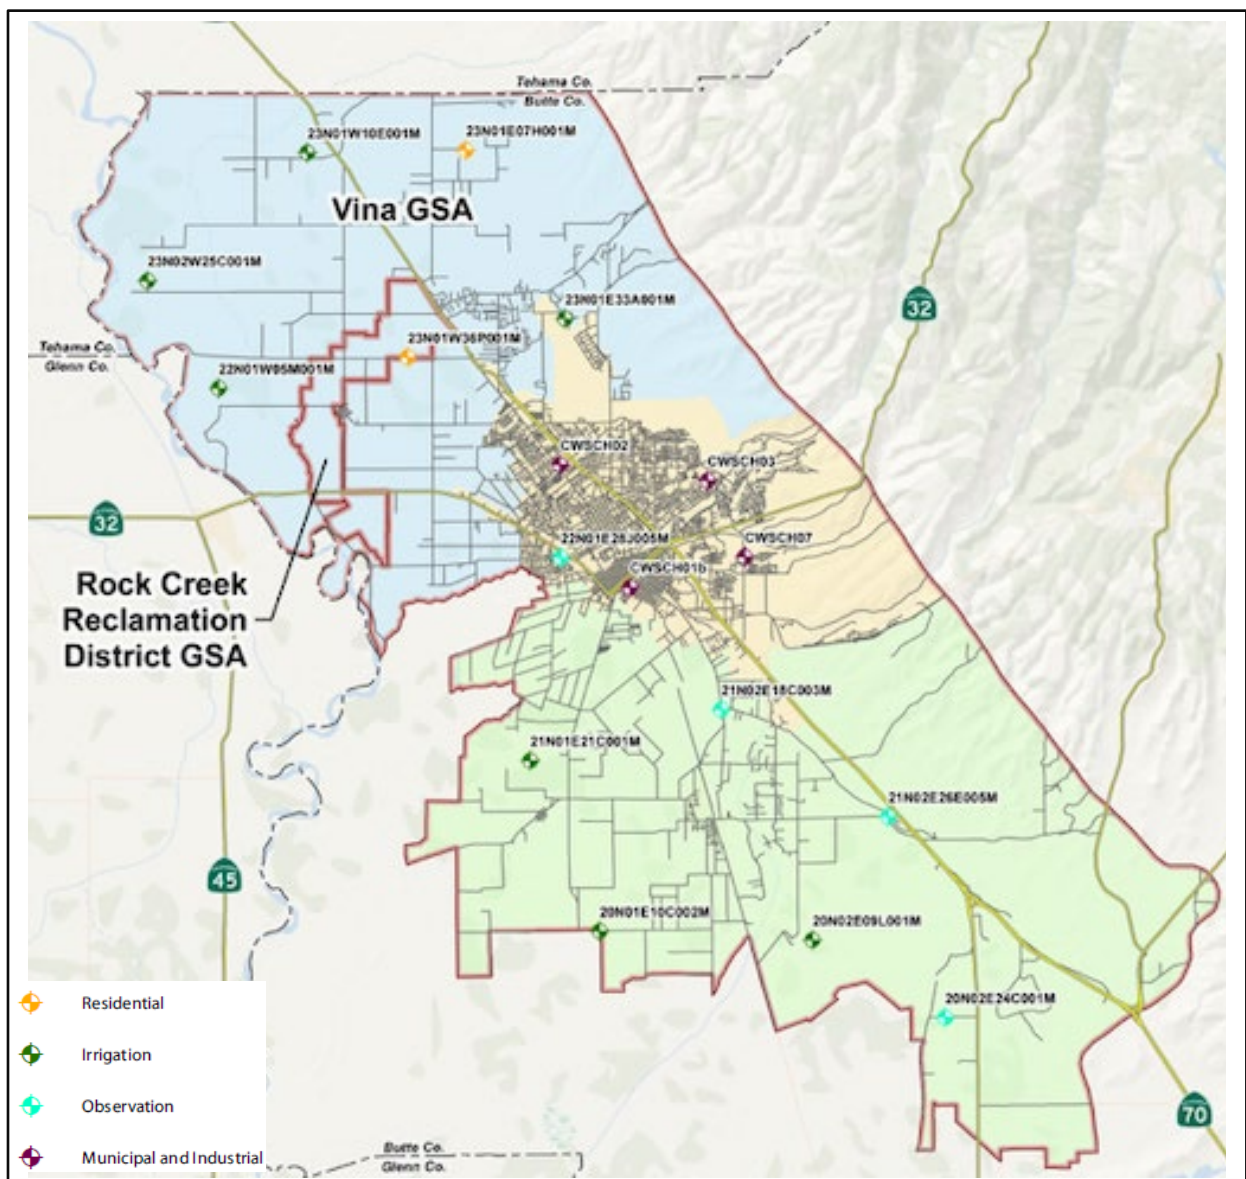 Tehama Co.
Butte Co.
23N01W10E001M
23N01E07H001M
Vina GSA
23N02W25C001M
23N01E33A001M
32
23N01W36P001M
Tehama Co.
Glenn Co.
22N01W05M001M
CWSCH02
CWSCH03
32
22N01E28J005M
CWSCH07
CWSCH01b
Rock Creek
Reclamation
District GSA
21N02E18C003M
21N01E21C001M
21N02E26E005M
45
20N01E10C002M
20N02E09L001M
20N02E24C001M
Residential
Irrigation
Observation
Municipal and Industrial
70
Butte Co.
Glenn Co.